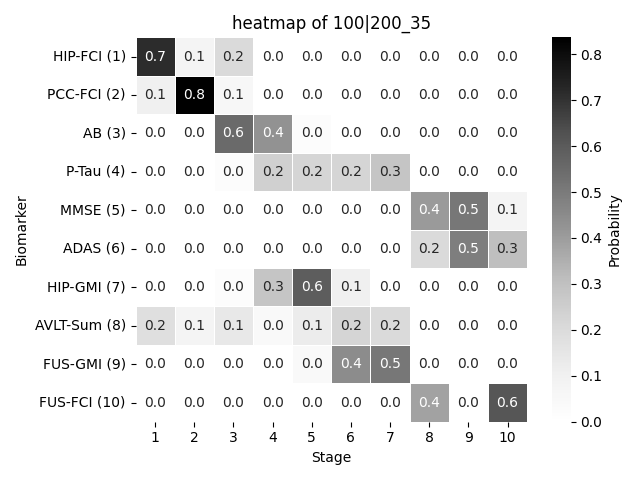 heatmap of 100|200_35
HIP-FCI (1) 0.7 0.1 0.2 0.0 0.0 0.0 0.0 0.0 0.0 0.0
PCC-FCI (2) 0.1 0.8 0.1 0.0 0.0 0.0 0.0 0.0 0.0 0.0
AB (3) 0.0 0.0 0.6 0.4 0.0 0.0 0.0 0.0 0.0 0.0
P-Tau (4) 0.0 0.0 0.0 0.2 0.2 0.2 0.3 0.0 0.0 0.0
MMSE (5) 0.0 0.0 0.0 0.0 0.0 0.0 0.0 0.4 0.5 0.1
ADAS (6) 0.0 0.0 0.0 0.0 0.0 0.0 0.0 0.2 0.5 0.3
HIP-GMI (7) 0.0 0.0 0.0 0.3 0.6 0.1 0.0 0.0 0.0 0.0
AVLT-Sum (8) 0.2 0.1 0.1 0.0 0.1 0.2 0.2 0.0 0.0 0.0
FUS-GMI (9) 0.0 0.0 0.0 0.0 0.0 0.4 0.5 0.0 0.0 0.0
FUS-FCI (10) 0.0 0.0 0.0 0.0 0.0 0.0 0.0 0.4 0.0 0.6
1 2 3 4 5 6 7 8 9 10
Stage
Biomarker
0.8
0.7
0.6
0.5
0.4
0.3
0.2
0.1
0.0
Probability